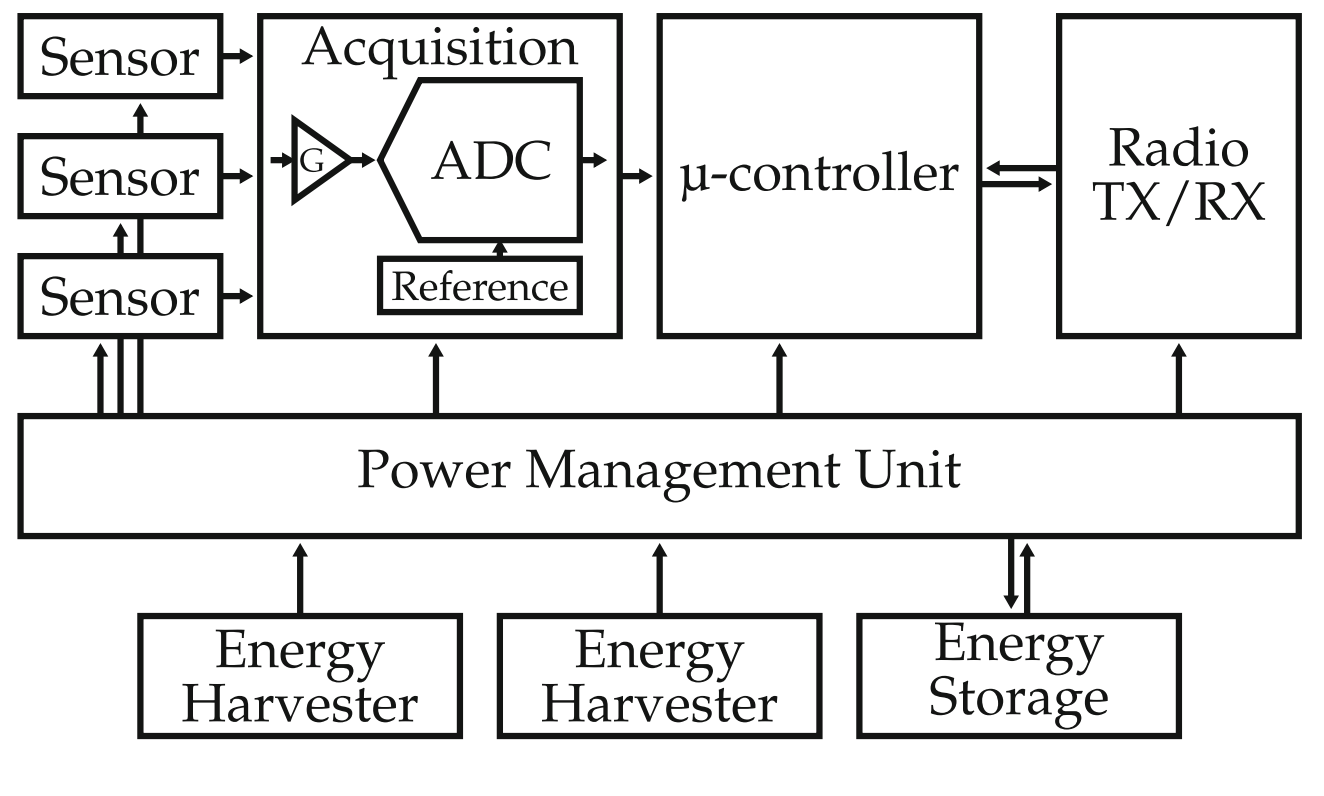 Sensor
Sensor
Sensor
Acquisition
G
ADC
Reference
µ-controller
Radio
TX/RX
Power Management Unit
Energy
Harvester
Energy
Harvester
Energy
Storage